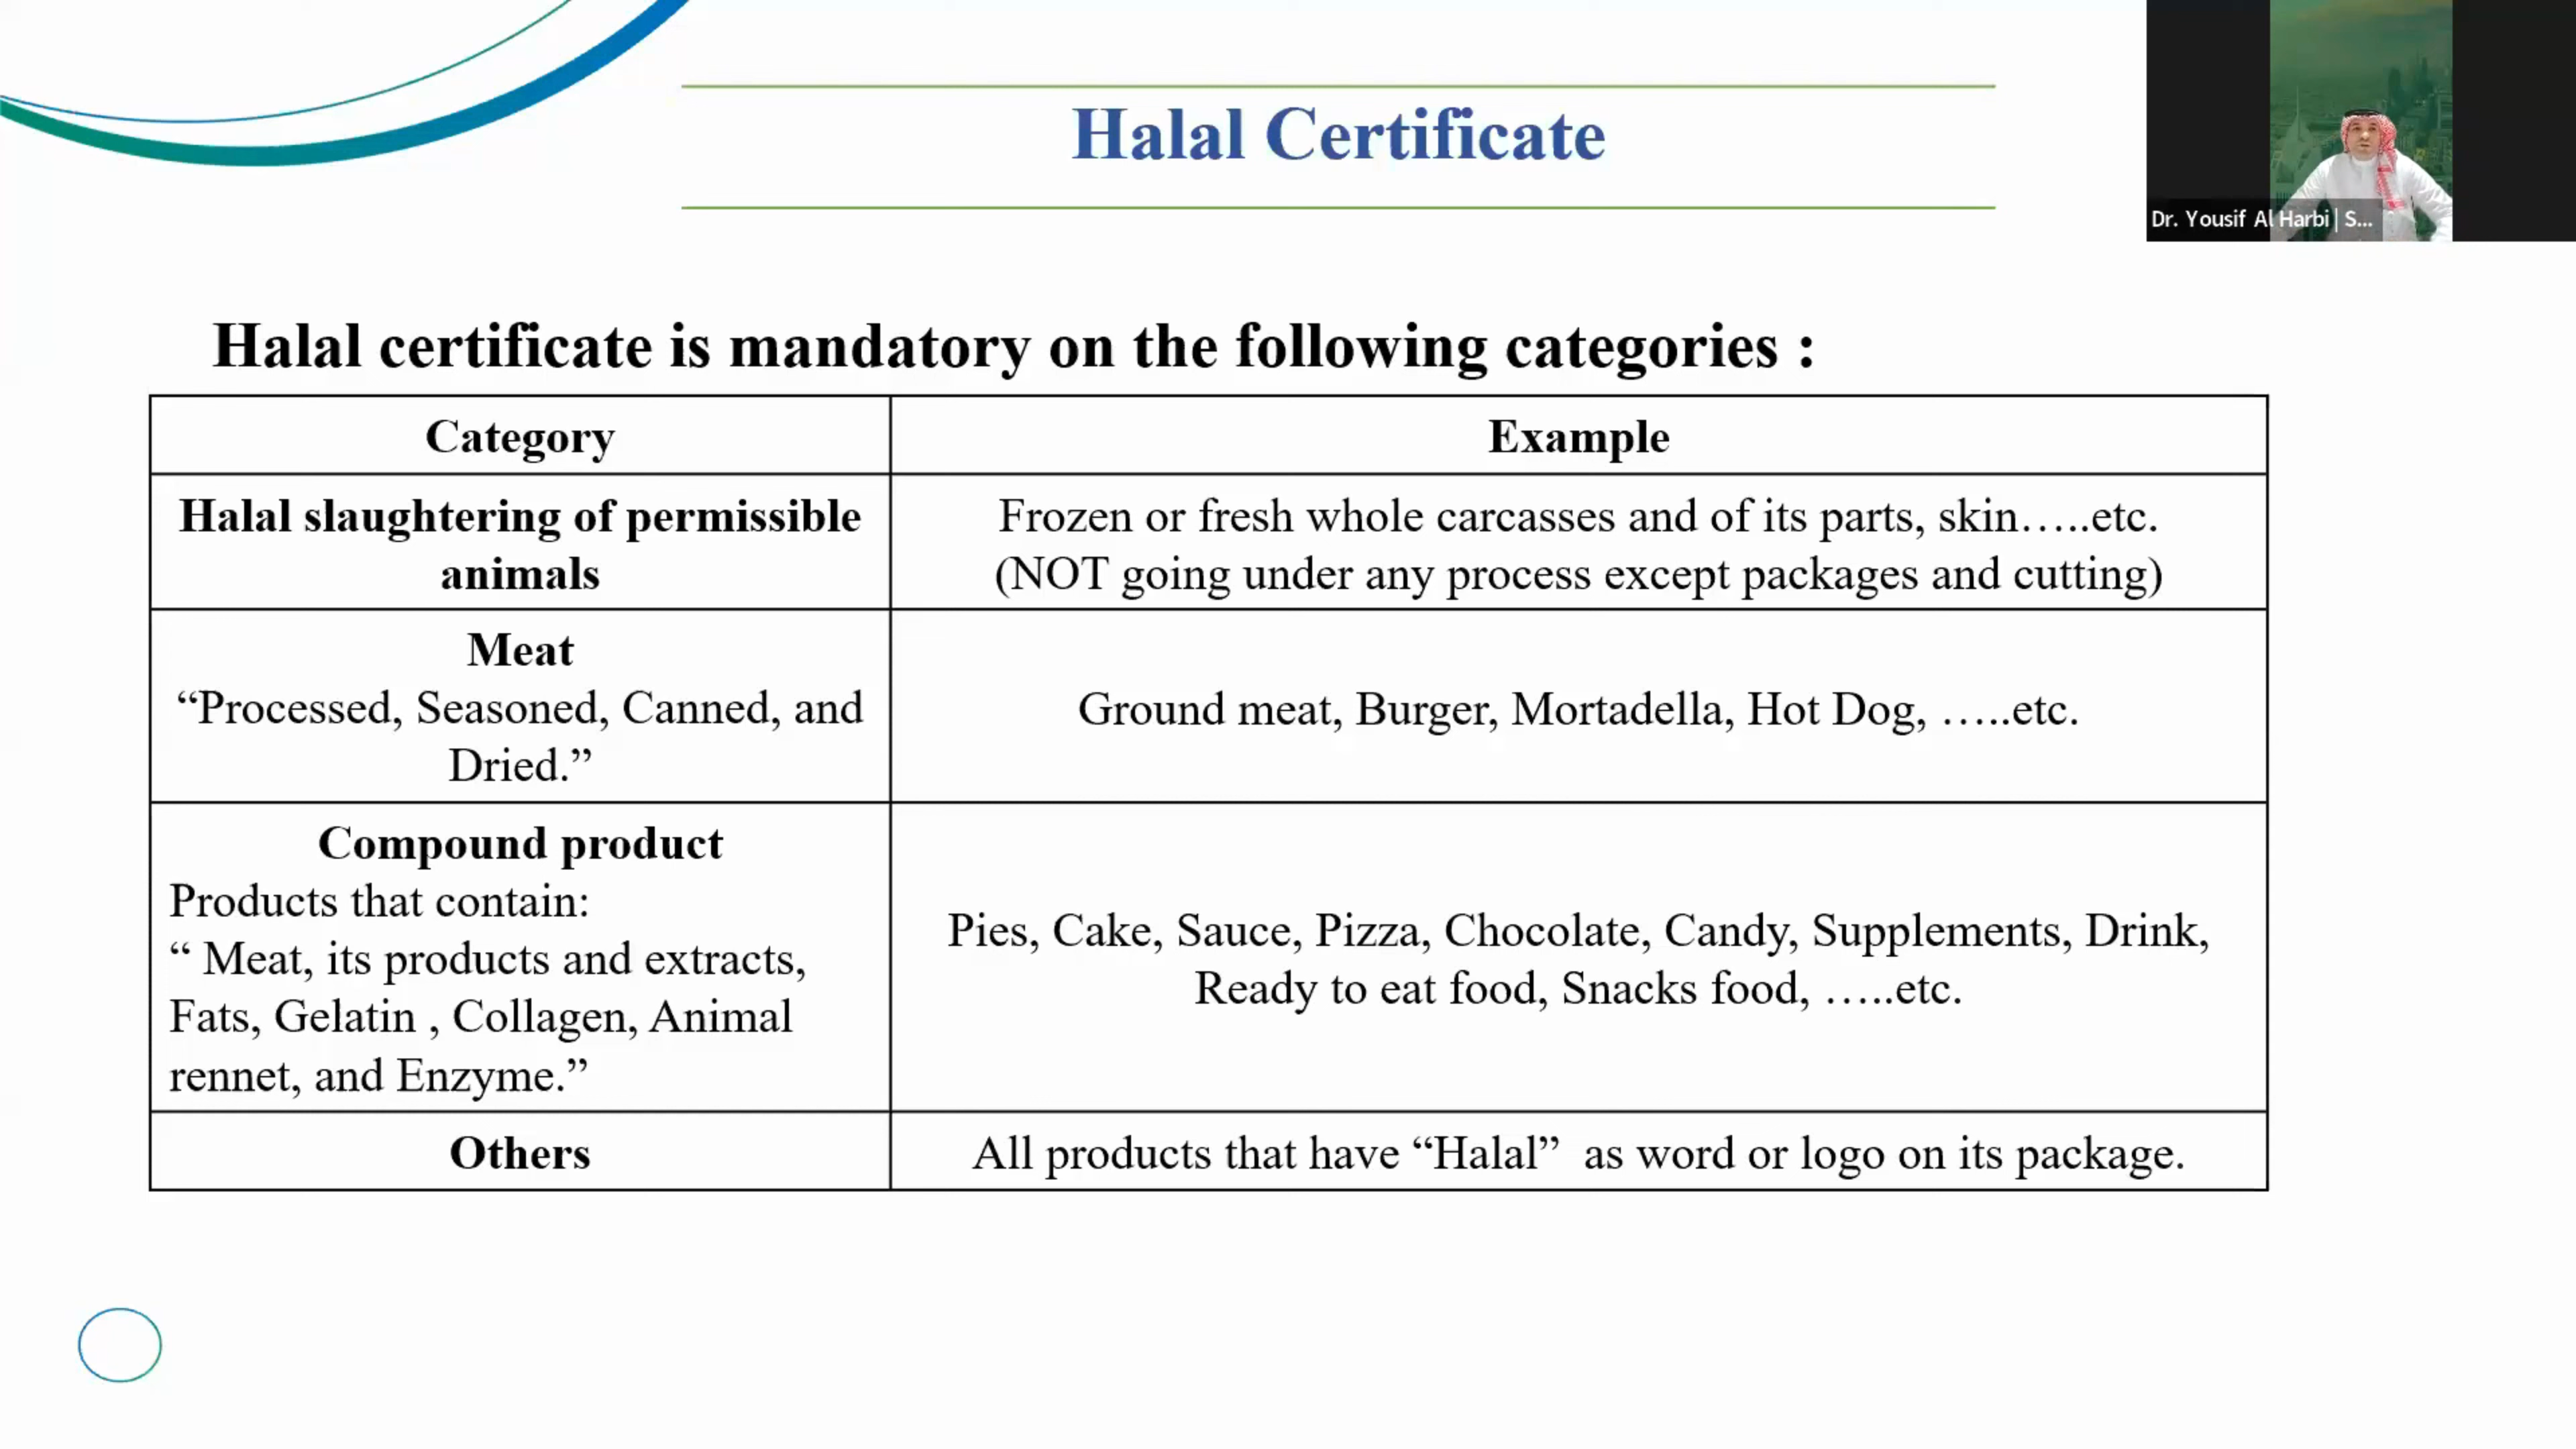 Halal Certificate
Dr. Yousif Al Harbi | S...
Halal certificate is mandatory on the following categories :
Category
Example
Halal slaughtering of permissible
animals
Frozen or fresh whole carcasses and of its parts, skin…..etc.
(NOT going under any process except packages and cutting)
Meat
“Processed, Seasoned, Canned, and
Dried.”
Ground meat, Burger, Mortadella, Hot Dog, …..etc.
Compound product
Products that contain:
“ Meat, its products and extracts,
Fats, Gelatin , Collagen, Animal
rennet, and Enzyme.”
Pies, Cake, Sauce, Pizza, Chocolate, Candy, Supplements, Drink,
Ready to eat food, Snacks food, …..etc.
Others
All products that have “Halal”  as word or logo on its package.